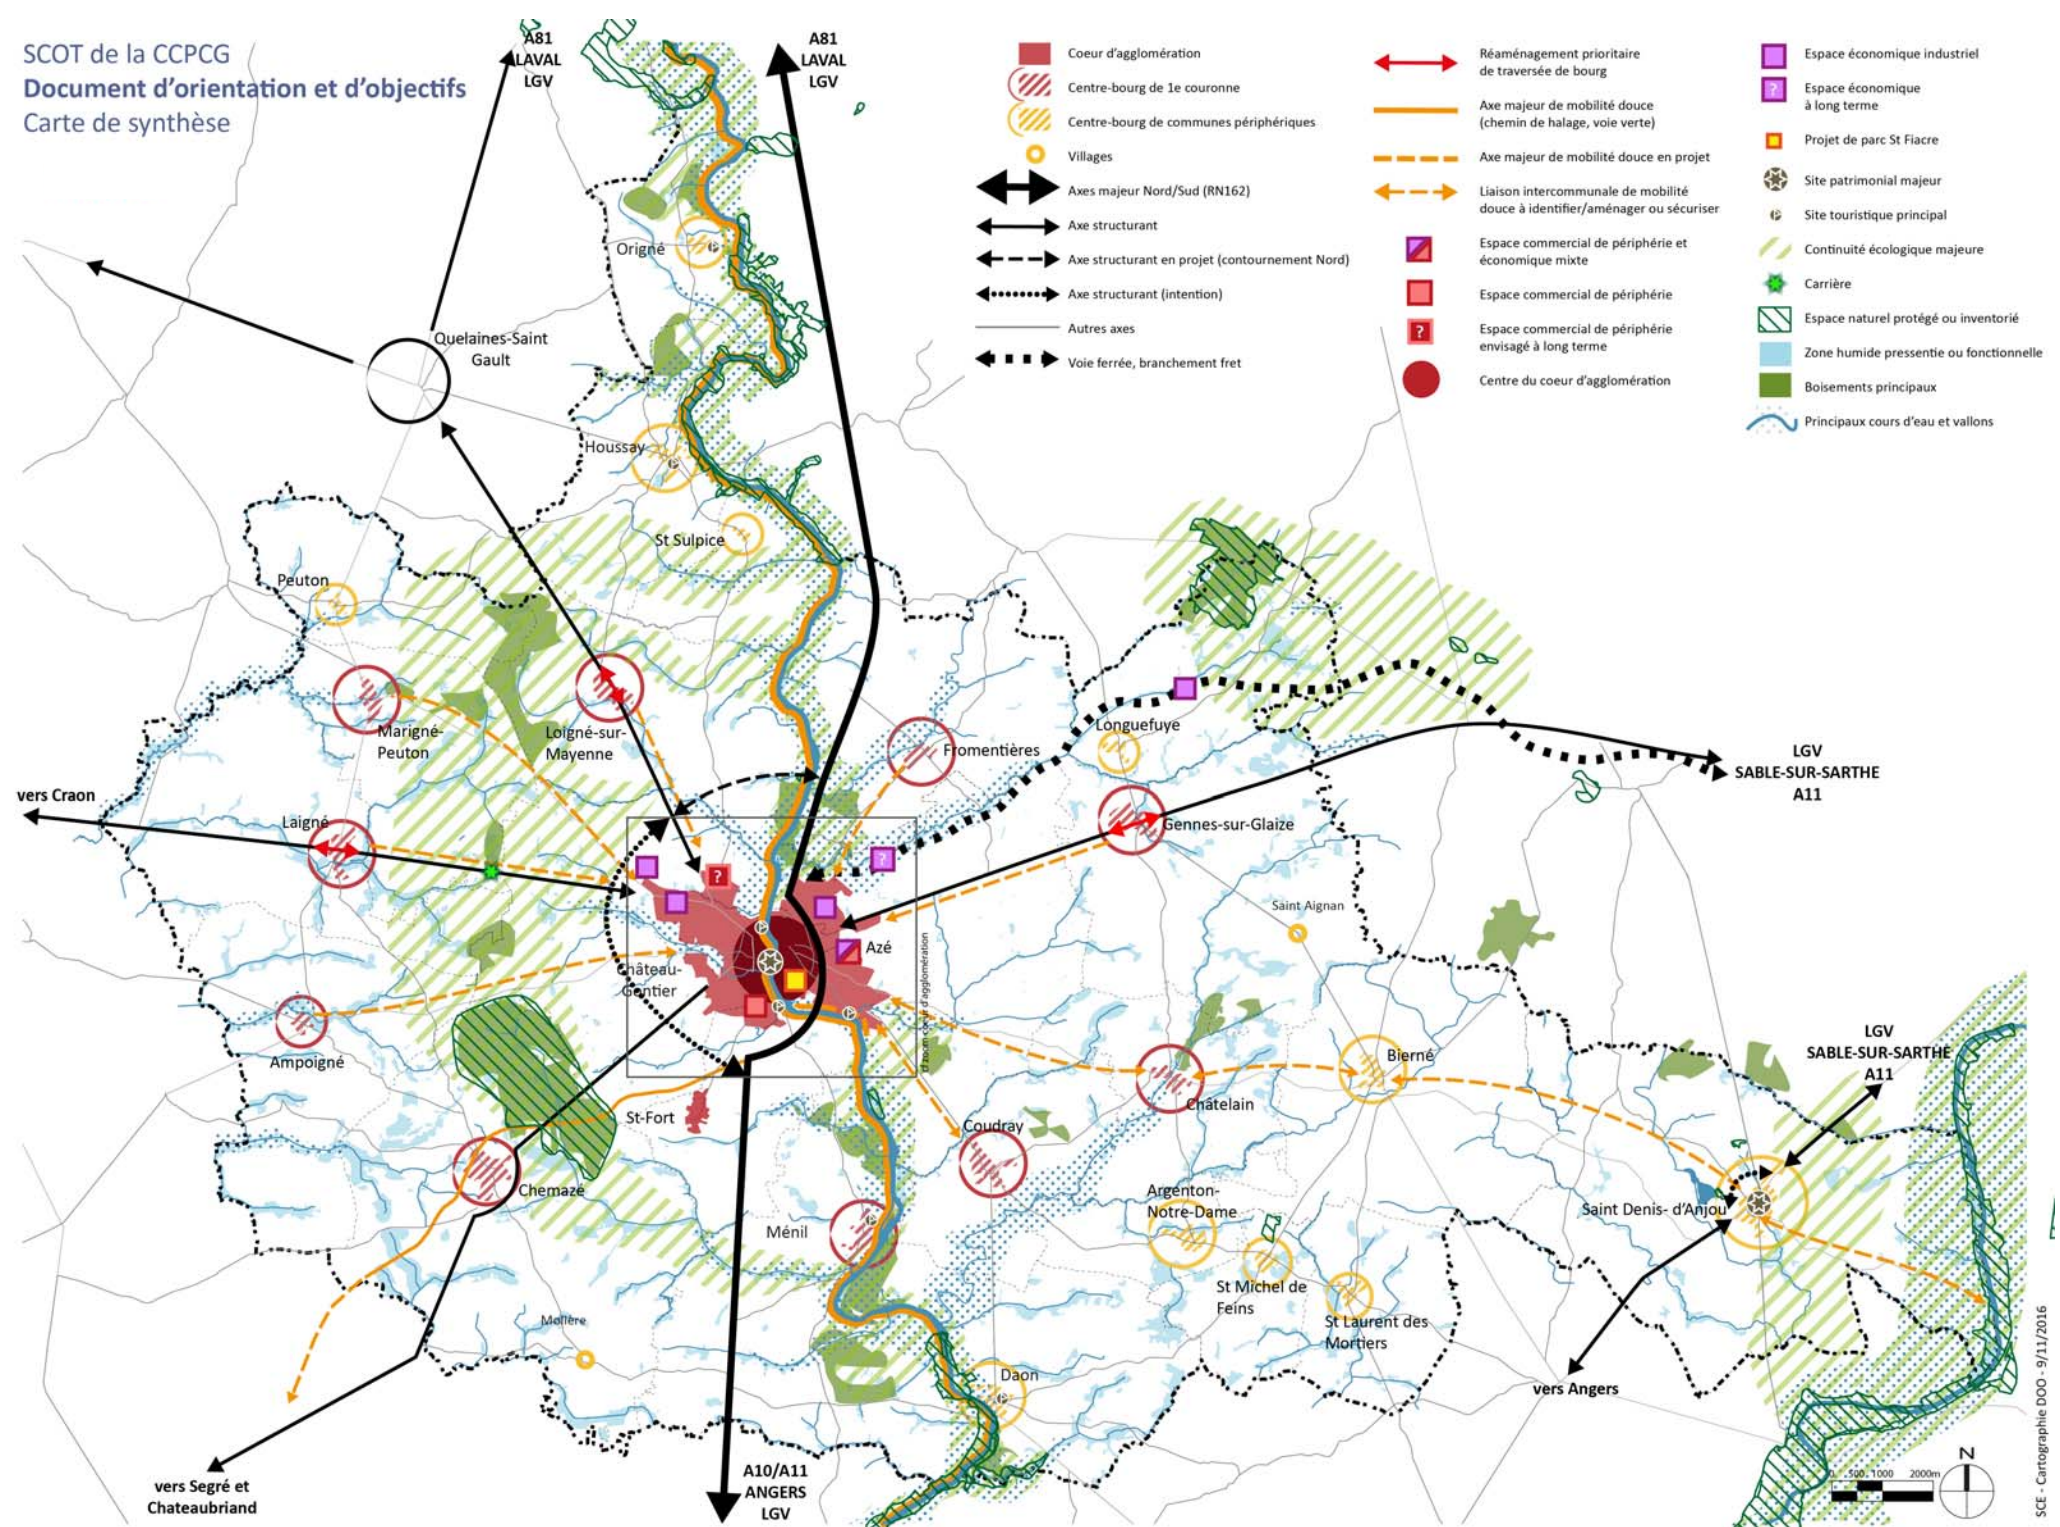 SCOT de la CCPCG
Document d’orientation et d’objectifs
Carte de synthèse
A81
LAVAL
LGV
A81
LAVAL
LGV
Coeur d’agglomération
Centre-bourg de 1e couronne
Centre-bourg de communes périphériques
Villages
Axes majeur Nord/Sud (RN162)
Axe structurant
Axe structurant en projet (contournement Nord)
Axe structurant (intention)
Autres axes
Voie ferrée, branchement fret
Réaménagement prioritaire
de traversée de bourg
Axe majeur de mobilité douce
(chemin de halage, voie verte)
Axe majeur de mobilité douce en projet
Liaison intercommunale de mobilité
douce à identifier/aménager ou sécuriser
Espace commercial de périphérie et
économique mixte
Espace commercial de périphérie
?
Espace commercial de périphérie
envisagé à long terme
Centre du coeur d’agglomération
Espace économique industriel
?
Espace économique
à long terme
Projet de parc St Fiacre
Site patrimonial majeur
Site touristique principal
Continuité écologique majeure
Carrière
Espace naturel protégé ou inventorié
Zone humide pressentie ou fonctionnelle
Boisements principaux
Principaux cours d’eau et vallons
Origné
Quelaines-Saint
Gault
Houssay
St Sulpice
Peuton
Marigné-
Peuton
Loigné-sur-
Mayenne
Fromentières
Longuefuye
LGV
SABLE-SUR-SARTHE
A11
vers Craon
Laigné
Gennes-sur-Glaize
?
?
Saint Aignan
Azé
Château-
Gontier
Ampoigné
Bierné
LGV
SABLE-SUR-SARTHE
A11
St-Fort
Châtelain
Coudray
Chemazé
Argenton-
Notre-Dame
Saint Denis- d’Anjou
Ménil
St Michel de
Feins
St Laurent des
Mortiers
Molière
Daon
vers Angers
vers Segré et
Chateaubriand
A10/A11
ANGERS
LGV
N
0 500 1000 2000m
SCE - Cartographie DOO - 9/11/2016